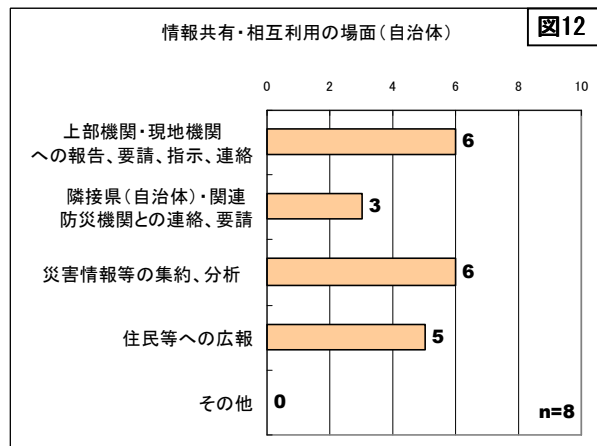 情報共有・相互利用の場面(自治体)
図12
0 2 4 6 8 10
上部機関・現地機関
への報告、要請、指示、連絡
6
隣接県(自治体)・関連
防災機関との連絡、要請
3
災害情報等の集約、分析
6
住民等への広報
5
その他
0
n=8